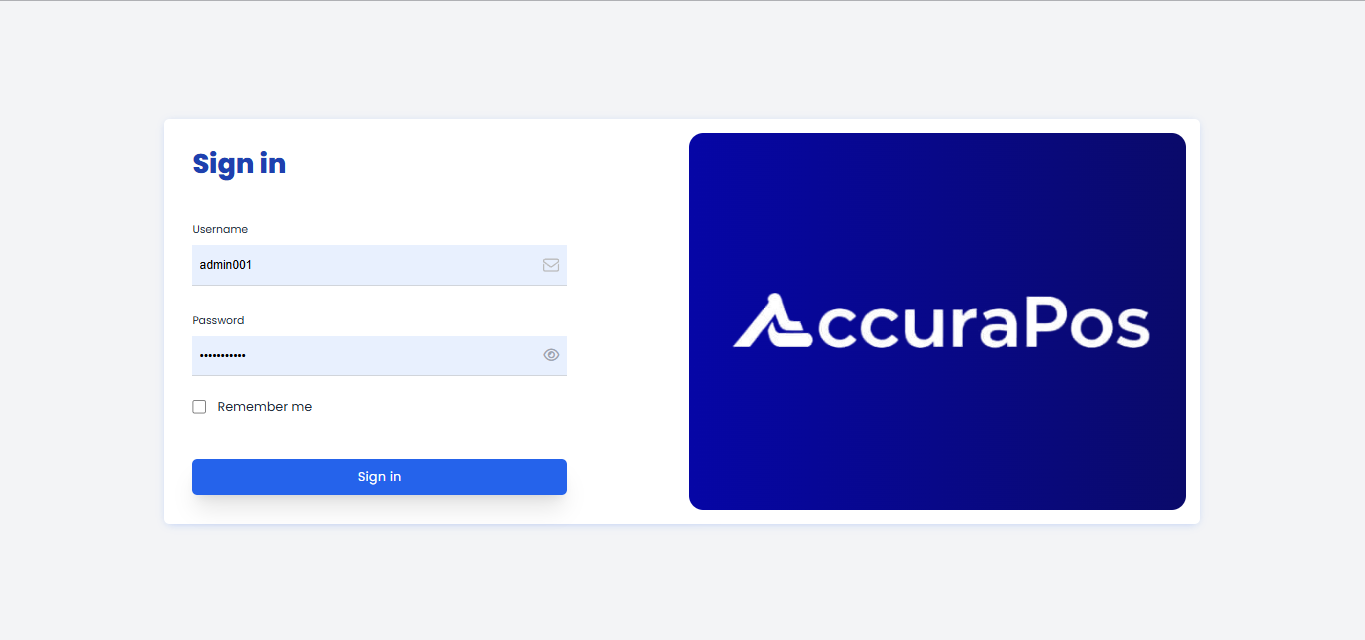 Sign in
Username
admin001
Password
•••••••••••
Remember me
Sign in
AccuraPos